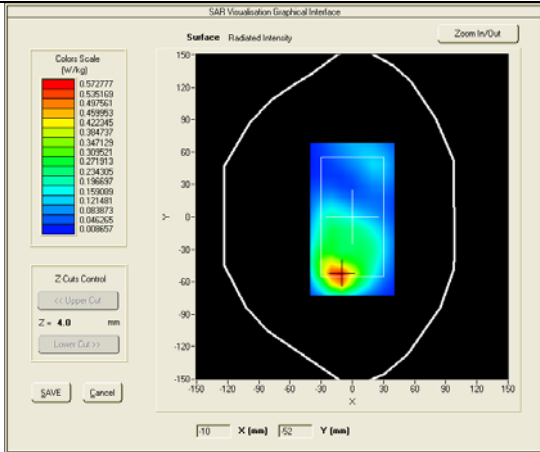 SAR Visualisation Graphical Interface
Surface Radiated Intensity
Zoom In/Out
Colors Scale
(W/kg)
0.572777
0.535169
0.497561
0.459953
0.422345
0.384737
0.347129
0.309521
0.271913
0.234305
0.196697
0.159089
0.121481
0.083873
0.046265
0.008657
Z Cuts Control
<< Upper Cut
Z = 4.0 mm
Lower Cut >>
SAVE Cancel
150
120
90
60
30
Y 0
-30
-60
-90
-120
-150
-150 -120 -90 -60 -30 0 30 60 90 120 150
X
-10 X (mm) -52 Y (mm)